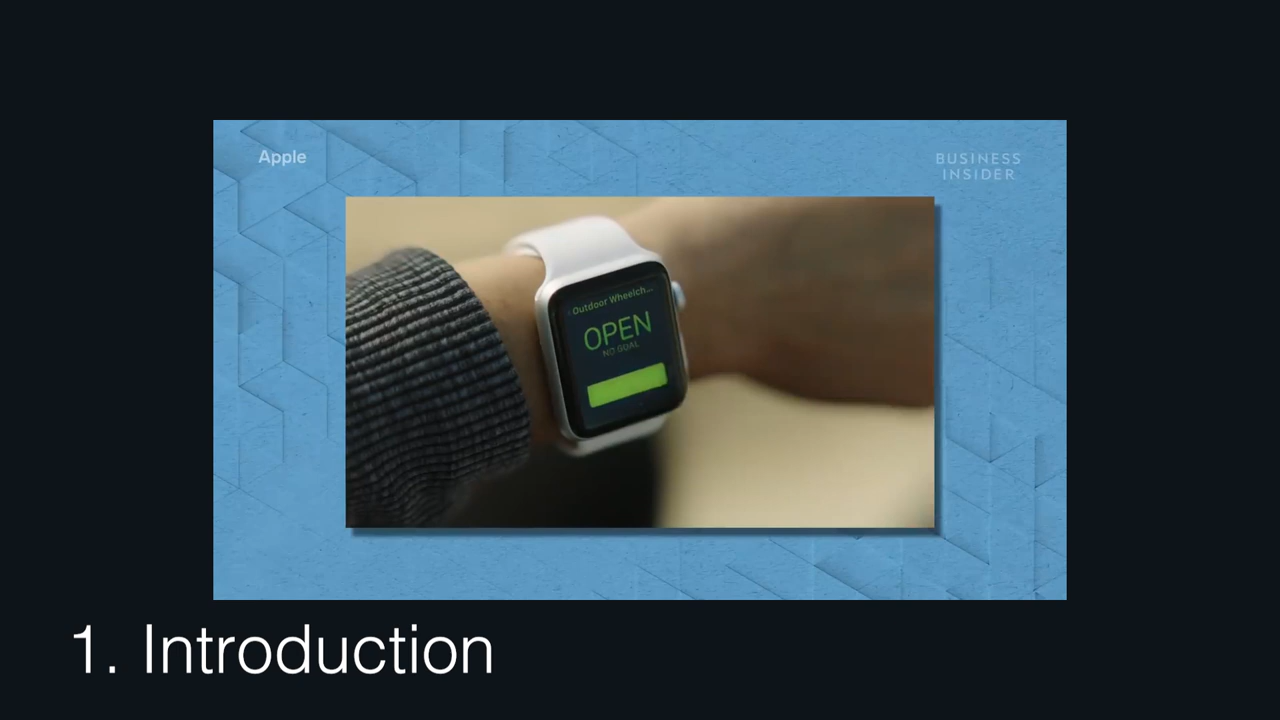 Apple
BUSINESS
INSIDER
‹ Outdoor Wheelch...
OPEN
NO GOAL
1. Introduction